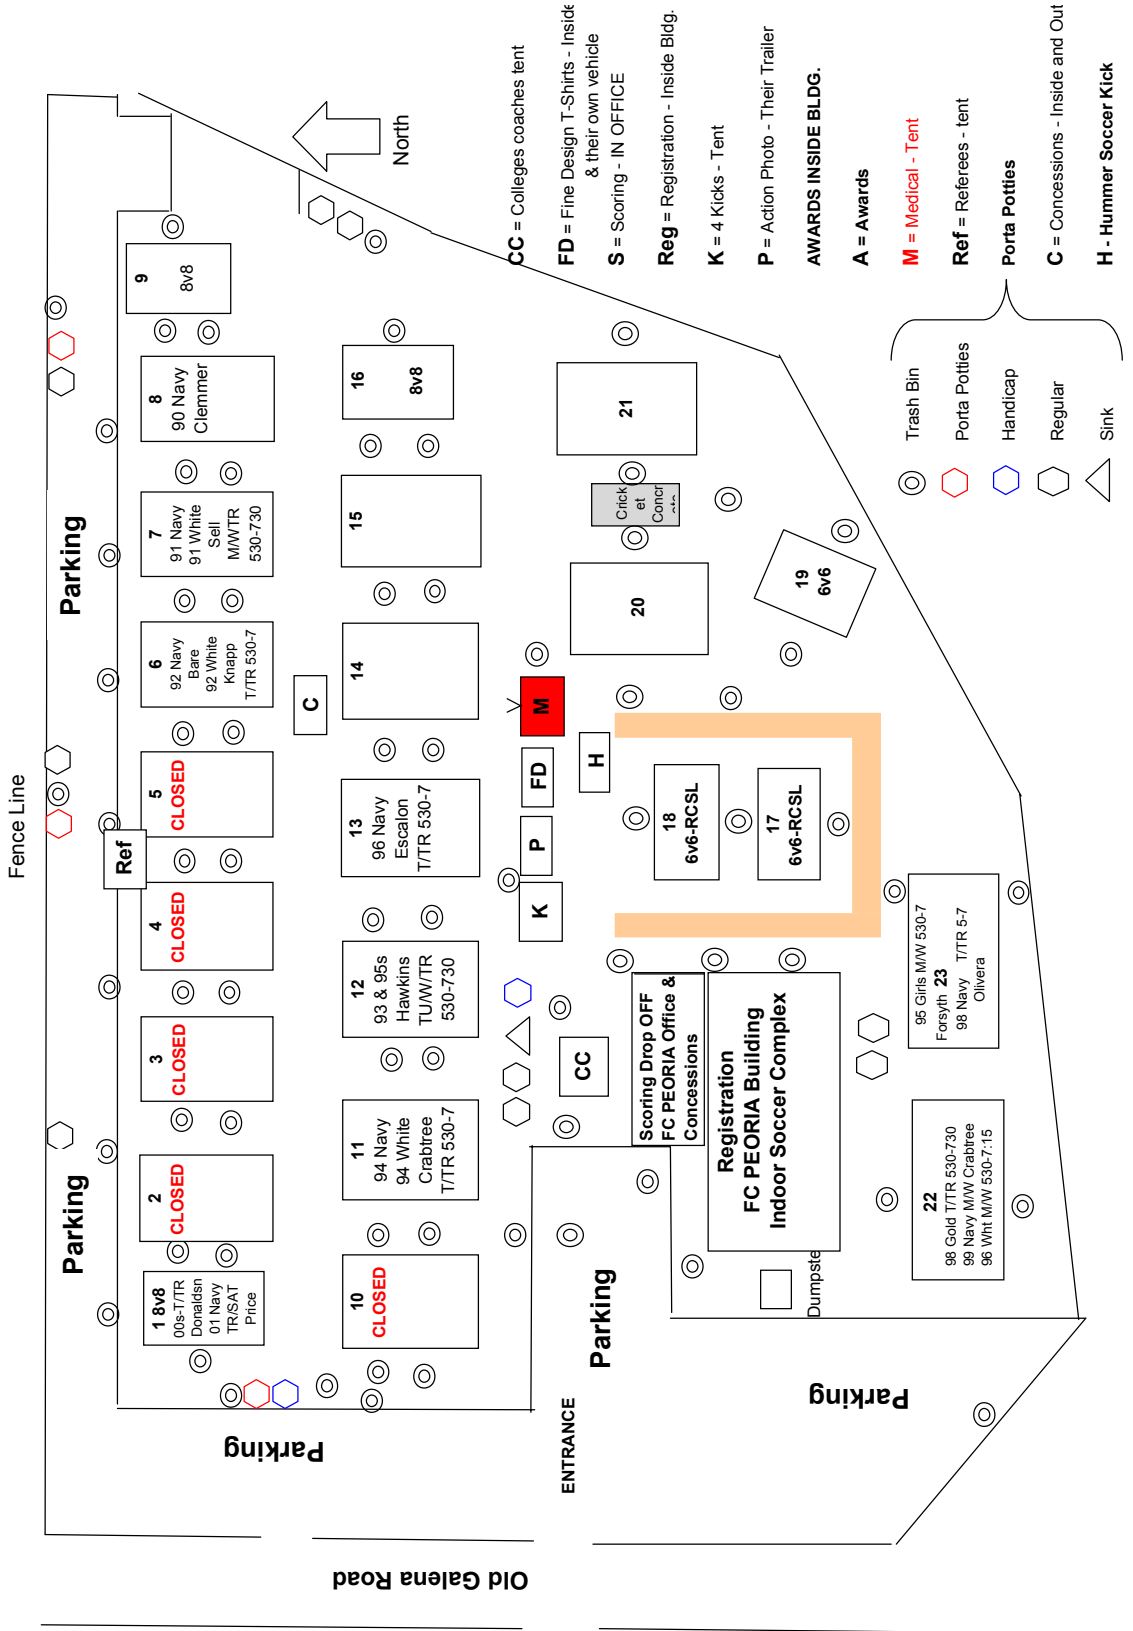 Fence Line
Parking
Parking
9
8v8
8
90 Navy
Clemmer
7
91 Navy
91 White
Sell
M/WTR
530-730
6
92 Navy
Bare
92 White
Knapp
T/TR 530-7
5
CLOSED
Ref
4
CLOSED
3
CLOSED
2
CLOSED
1 8v8
00s-T/TR
Donaldsn
01 Navy
TR/SAT
Price
C
16
8v8
15
14
13
96 Navy
Escalon
T/TR 530-7
12
93 & 95s
Hawkins
TU/W/TR
530-730
11
94 Navy
94 White
Crabtree
T/TR 530-7
10
CLOSED
21
Crick
et
Concr
20
19
6v6
M
FD
P
K
H
CC
18
6v6-RCSL
17
6v6-RCSL
Scoring Drop OFF
FC PEORIA Office &
Concessions
Registration
FC PEORIA Building
Indoor Soccer Complex
95 Girls M/W 530-7
Forsyth 23
98 Navy T/TR 5-7
Olivera
22
98 Gold T/TR 530-730
99 Navy M/W Crabtree
96 Wht M/W 530-7:15
Dumpste
Parking
Parking
Parking
ENTRANCE
Old Galena Road
North
CC = Colleges coaches tent
FD = Fine Design T-Shirts - Inside
& their own vehicle
S = Scoring - IN OFFICE
Reg = Registration - Inside Bldg.
K = 4 Kicks - Tent
P = Action Photo - Their Trailer
AWARDS INSIDE BLDG.
A = Awards
M = Medical - Tent
Ref = Referees - tent
Porta Potties
C = Concessions - Inside and Out
H - Hummer Soccer Kick
Trash Bin
Porta Potties
Handicap
Regular
Sink